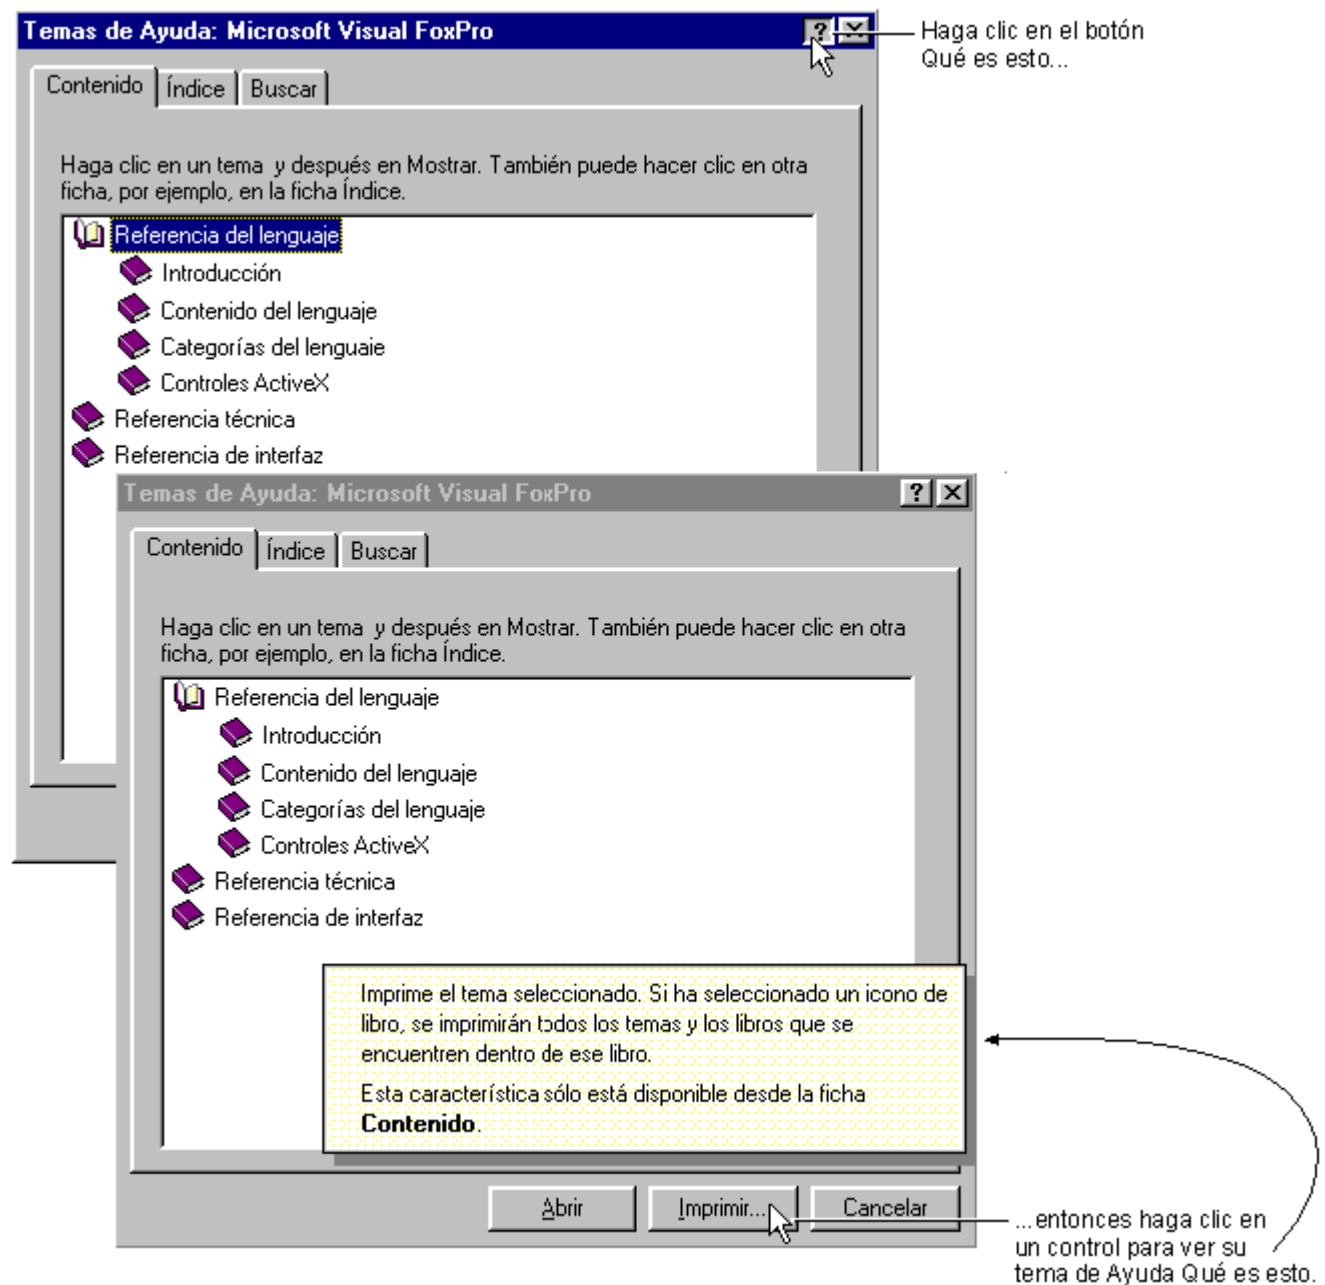 Temas de Ayuda: Microsoft Visual FoxPro
?
Haga clic en el botón
Qué es esto...
Contenido
Índice
Buscar
Haga clic en un tema y después en Mostrar. También puede hacer clic en otra
ficha, por ejemplo, en la ficha Índice.
Referencia del lenguaje
Introducción
Contenido del lenguaje
Categorías del lenguaie
Controles ActiveX
Referencia técnica
Referencia de interfaz
Temas de Ayuda: Microsoft Visual FoxPro
?
Contenido
Índice
Buscar
Haga clic en un tema y después en Mostrar. También puede hacer clic en otra
ficha, por ejemplo, en la ficha Índice.
Referencia del lenguaje
Introducción
Contenido del lenguaje
Categorías del lenguaje
Controles ActiveX
Referencia técnica
Referencia de interfaz
Imprime el tema seleccionado. Si ha seleccionado un icono de
libro, se imprimirán todos los temas y los libros que se
encuentren dentro de ese libro.
Esta característica sólo está disponible desde la ficha
Contenido.
Abrir
Imprimir...
Cancelar
...entonces haga clic en
un control para ver su
tema de Ayuda Qué es esto.